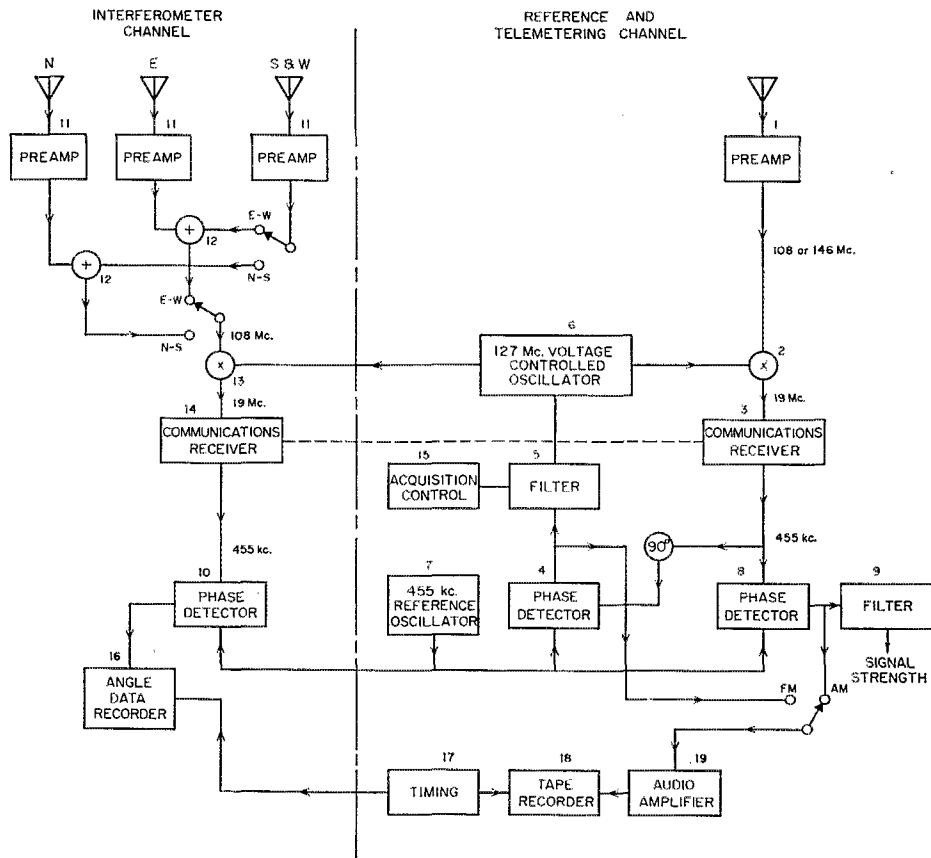 INTERFEROMETER
CHANNEL
REFERENCE AND
TELEMETERING CHANNEL
N
E
S & W
11
11
11
1
PREAMP
PREAMP
PREAMP
PREAMP
E-W
+
12
+
12
N-S
108 or 146 Mc.
E-W
N-S
108 Mc.
6
127 Mc. VOLTAGE
CONTROLLED
OSCILLATOR
2
x
x
13
19 Mc.
19 Mc.
14
COMMUNICATIONS
RECEIVER
3
COMMUNICATIONS
RECEIVER
15
ACQUISITION
CONTROL
5
FILTER
455 kc.
90°
455 kc.
10
PHASE
DETECTOR
7
455 kc.
REFERENCE
OSCILLATOR
4
PHASE
DETECTOR
8
PHASE
DETECTOR
9
FILTER
SIGNAL
STRENGTH
16
ANGLE
DATA
RECORDER
FM
AM
17
TIMING
18
TAPE
RECORDER
19
AUDIO
AMPLIFIER